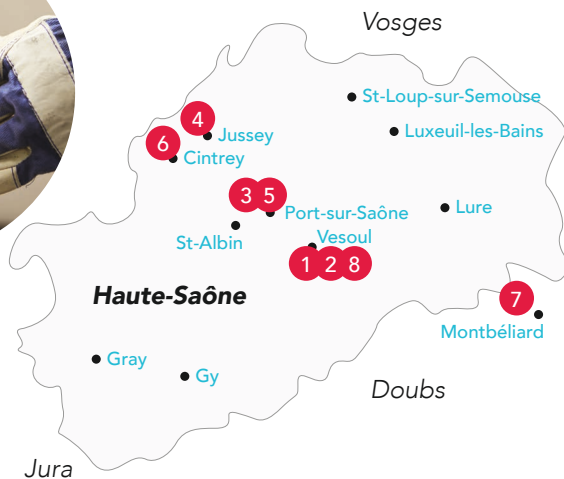 Vosges
St-Loup-sur-Semouse
4
Jussey
Luxeuil-les-Bains
6
Cintrey
3 5
Port-sur-Saône
Lure
St-Albin
Vesoul
1 2 8
Haute-Saône
7
Montbéliard
Gray
Gy
Doubs
Jura